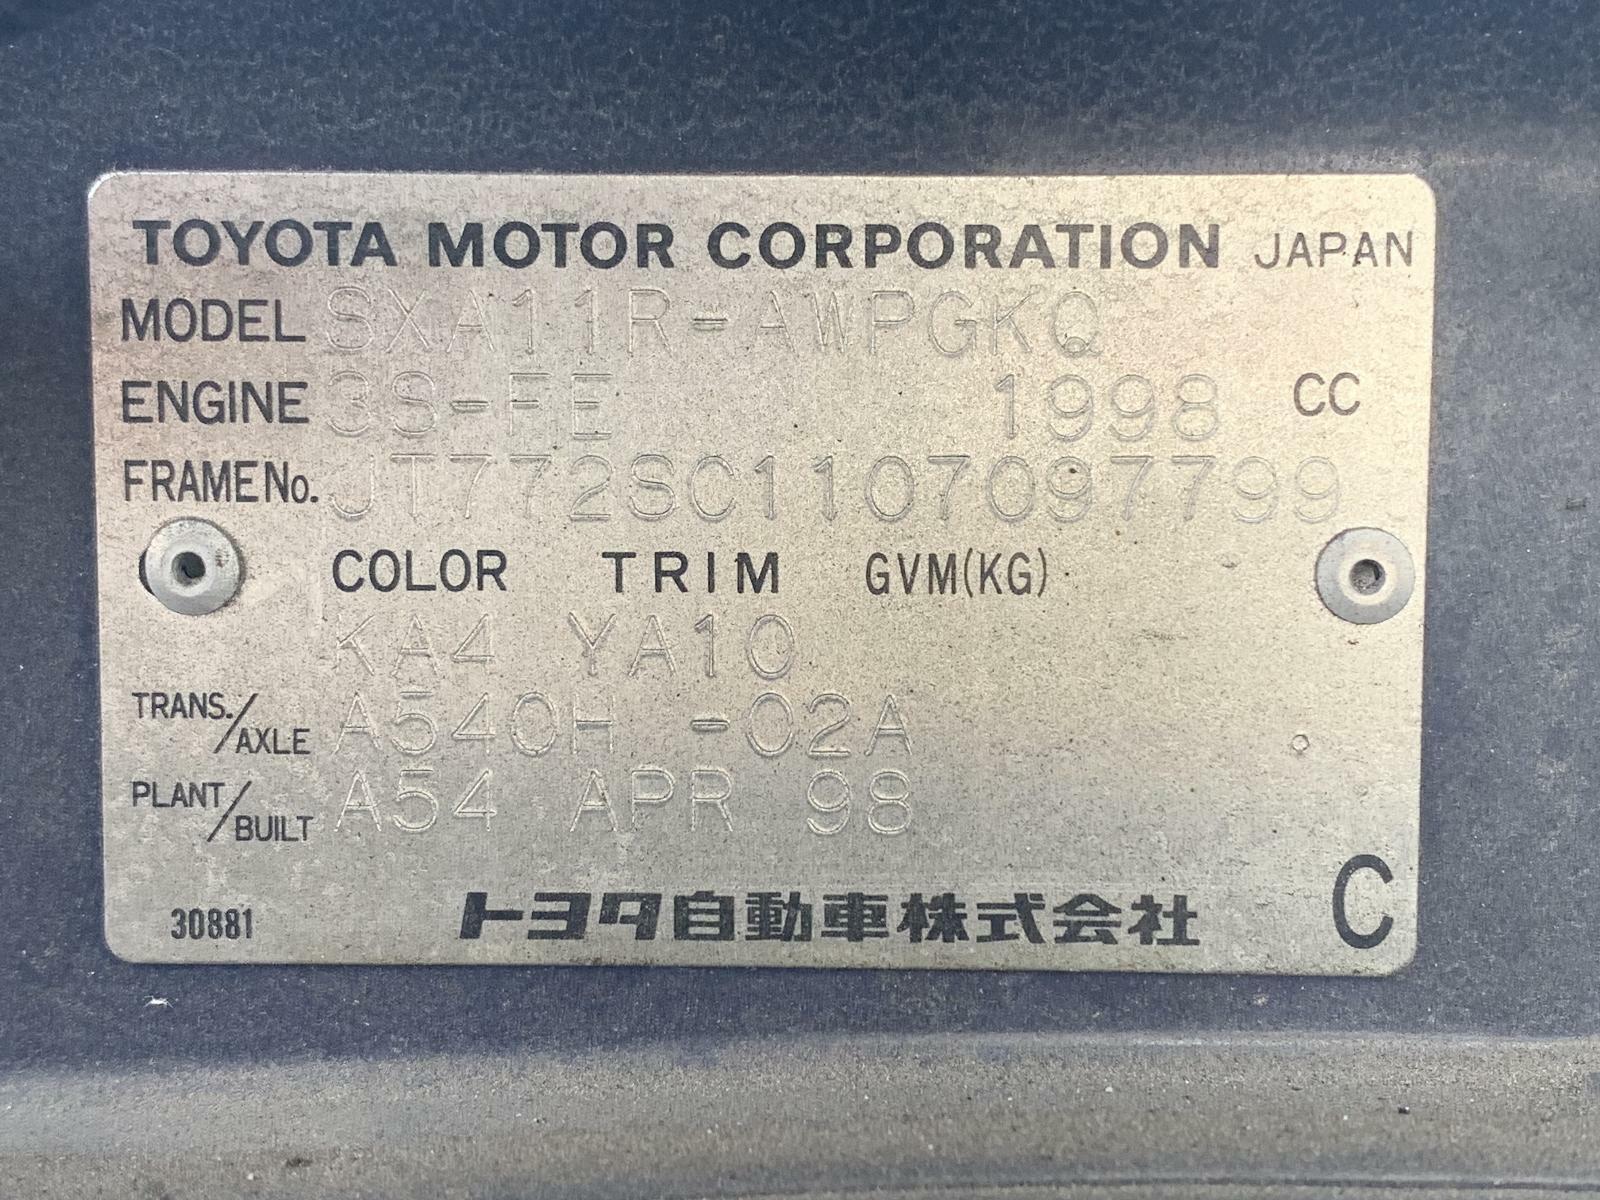 TOYOTA MOTOR CORPORATION JAPAN
MODEL SXA11R-AWPGKQ
ENGINE 3S-FE 1998 CC
FRAME No. JT772SC1107097799
COLOR TRIM GVM(KG)
KA4 YA10
TRANS./AXLE A540H -02A
PLANT/BUILT A54 APR 98
C
30881 トヨタ自動車株式会社